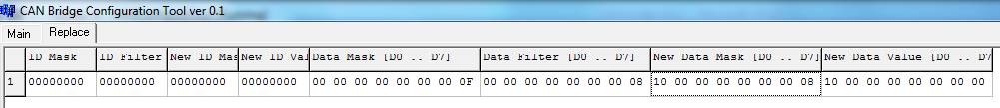 CAN Bridge Configuration Tool ver 0.1
Main Replace
ID Mask ID Filter New ID Mas New ID Val Data Mask [D0 .. D7] Data Filter [D0 .. D7] New Data Mask [D0 .. D7] New Data Value [D0 .. D7
1 00000000 00000000 00000000 00000000 00 00 00 00 00 00 00 0F 00 00 00 00 00 00 00 08 10 00 00 00 00 00 00 08 10 00 00 00 00 00 00 00